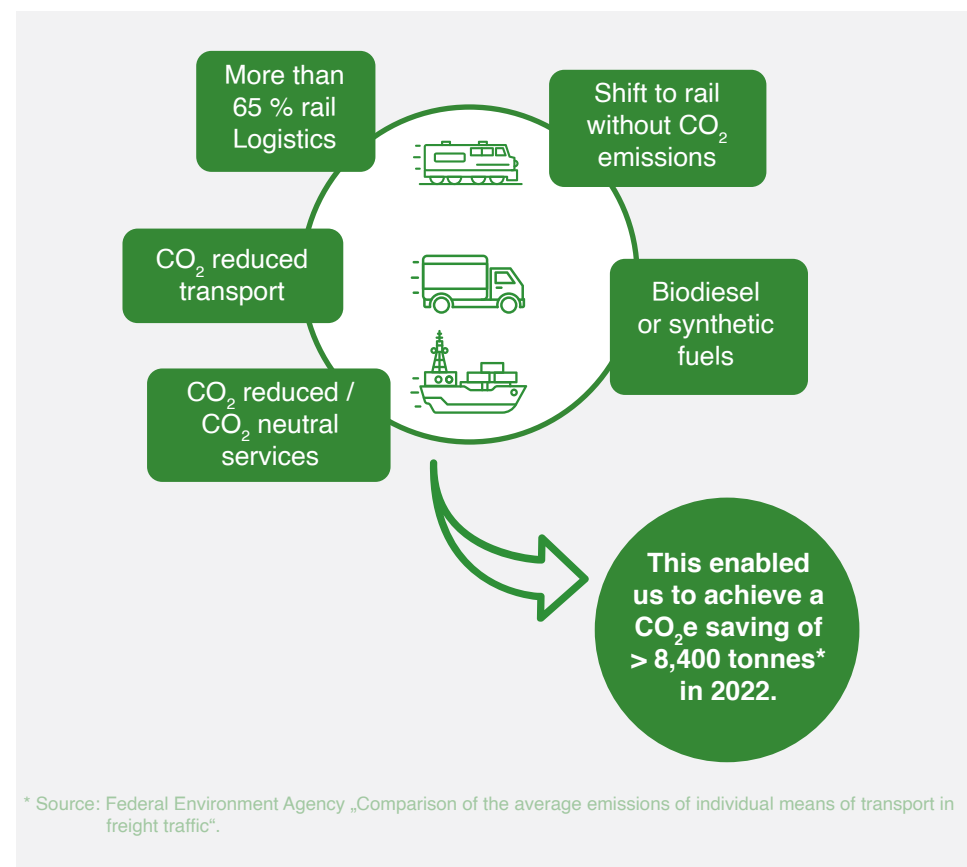 More than
65 % rail
Logistics
Shift to rail
without CO₂
emissions
CO₂ reduced
transport
Biodiesel
or synthetic
fuels
CO₂ reduced /
CO₂ neutral
services
This enabled
us to achieve a
CO₂e saving of
> 8,400 tonnes*
in 2022.
* Source: Federal Environment Agency „Comparison of the average emissions of individual means of transport in
freight traffic“.